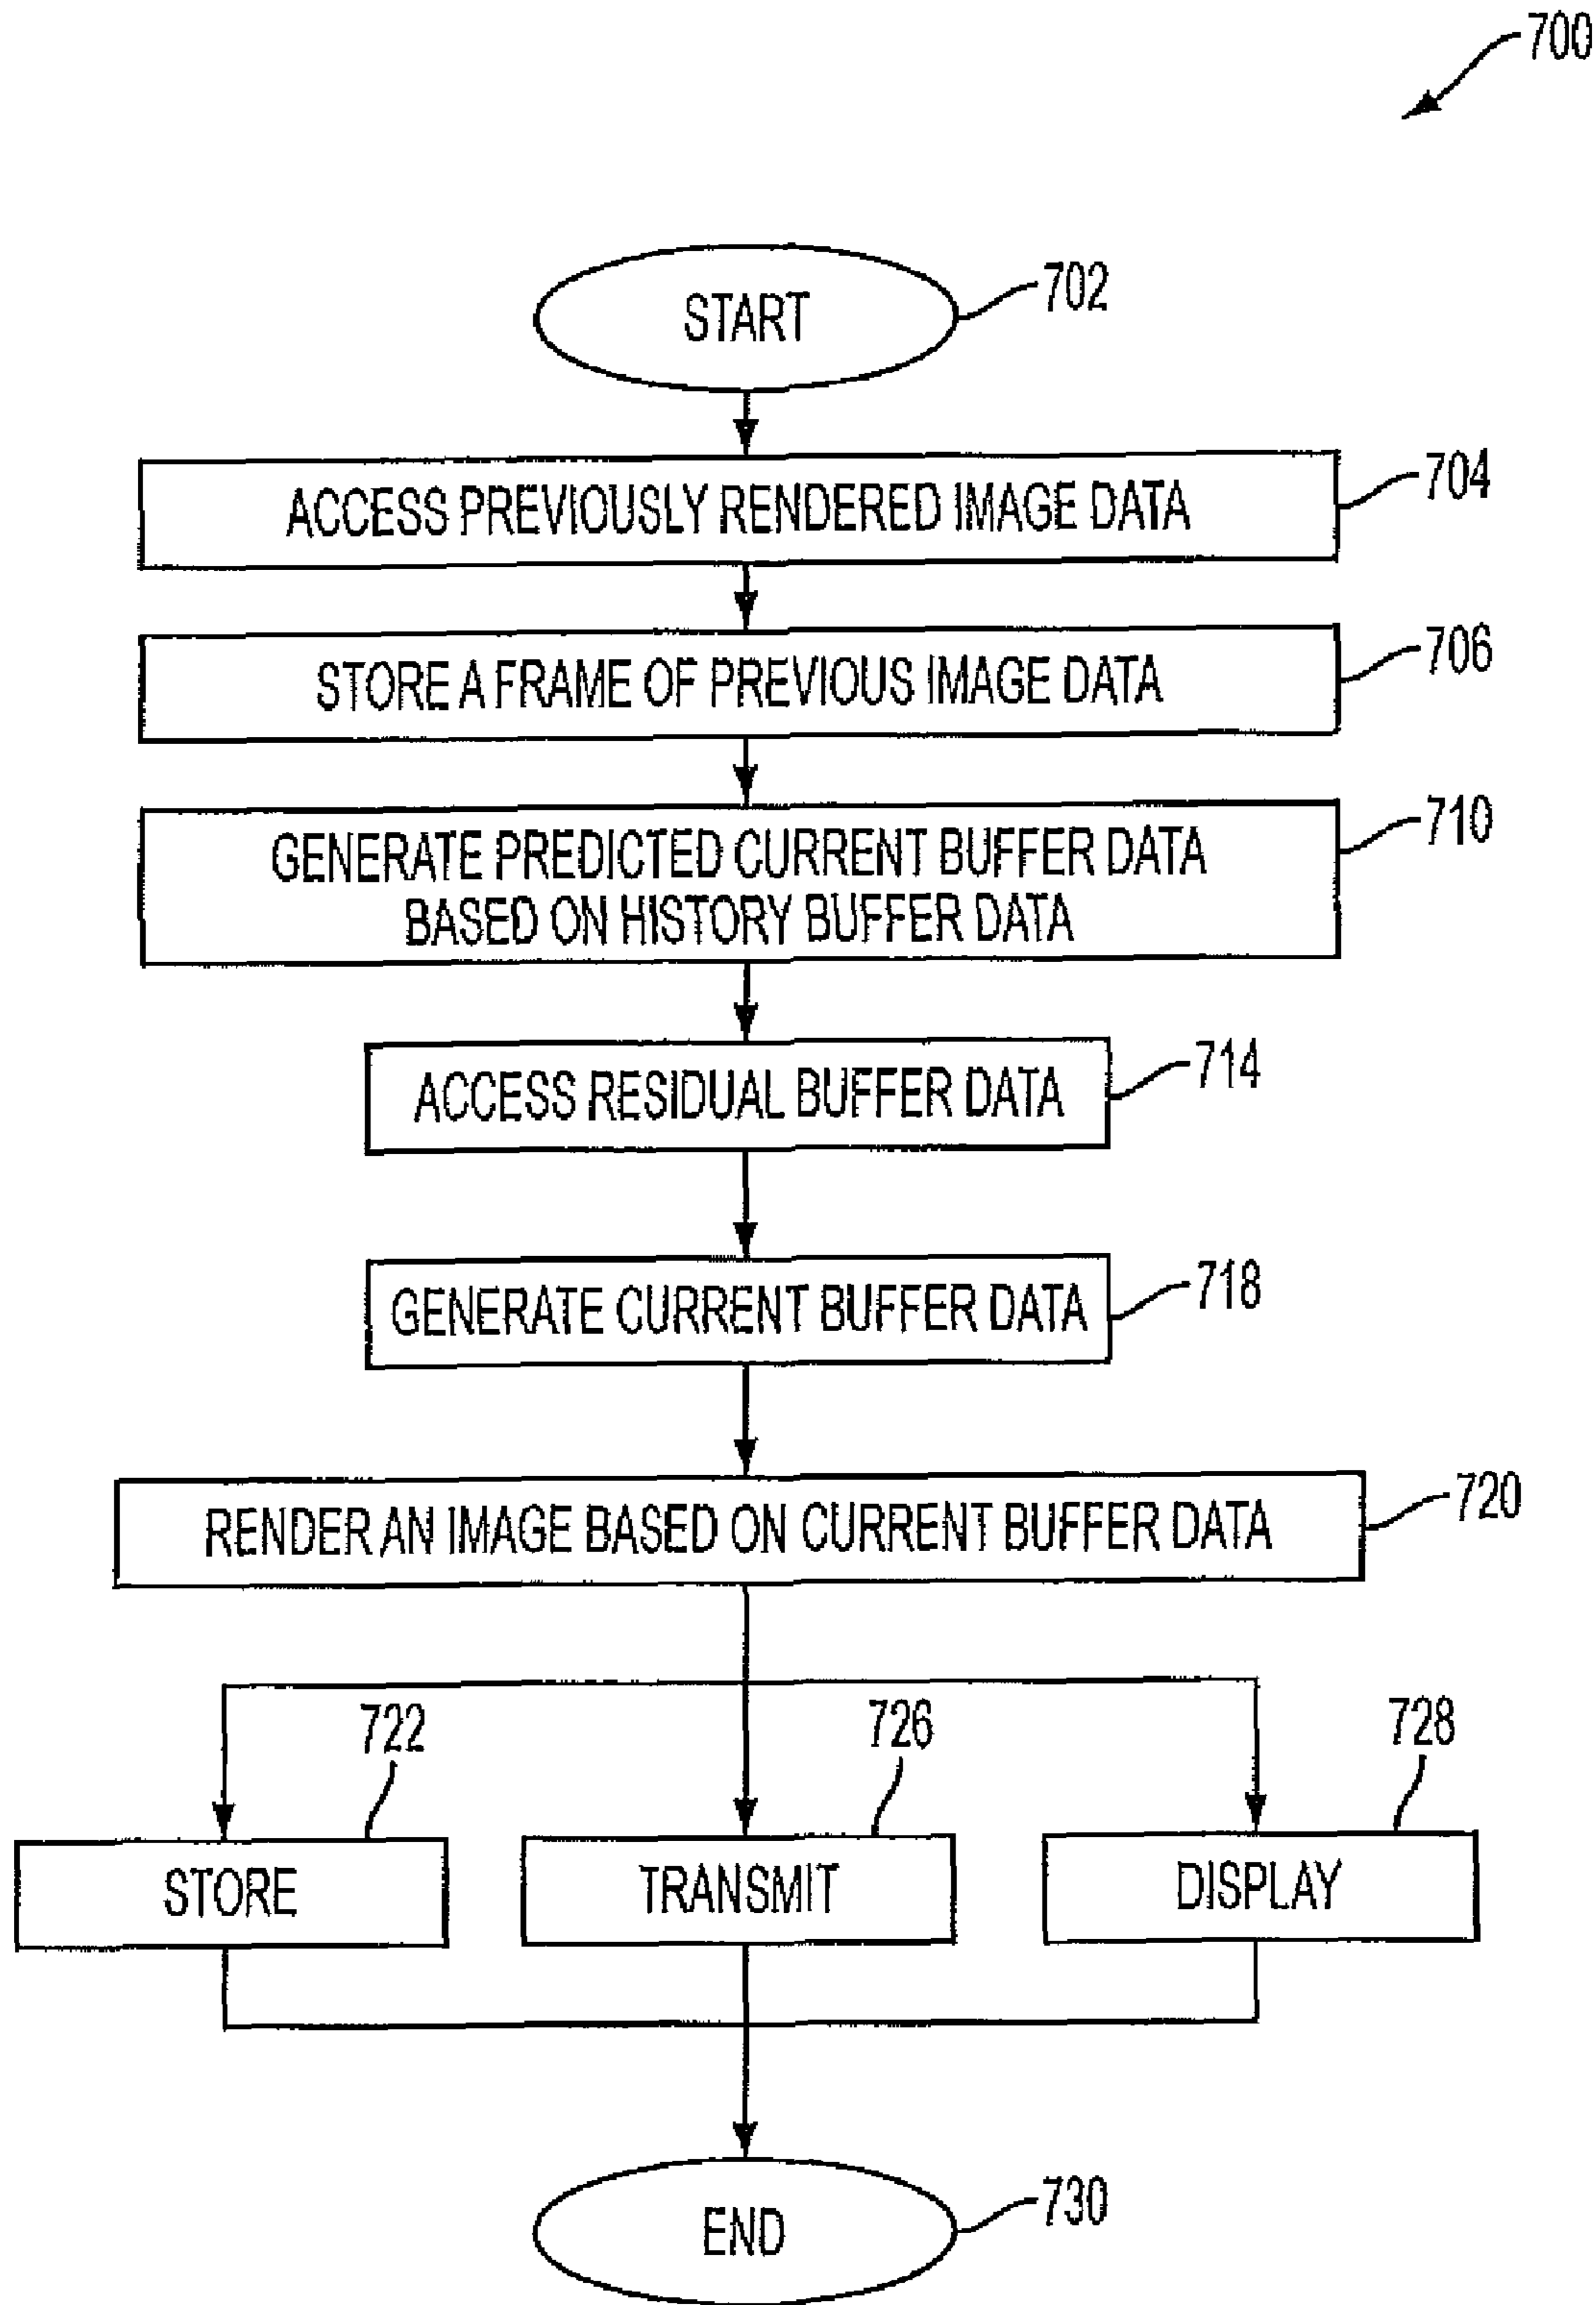 700
START
702
ACCESS PREVIOUSLY RENDERED IMAGE DATA
704
STORE A FRAME OF PREVIOUS IMAGE DATA
706
GENERATE PREDICTED CURRENT BUFFER DATA
BASED ON HISTORY BUFFER DATA
710
ACCESS RESIDUAL BUFFER DATA
714
GENERATE CURRENT BUFFER DATA
718
RENDER AN IMAGE BASED ON CURRENT BUFFER DATA
720
722
726
728
STORE
TRANSMIT
DISPLAY
END
730